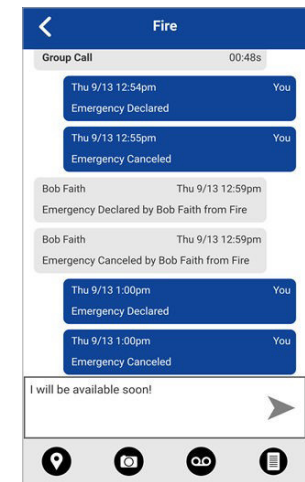 Fire
Group Call 00:48s
Thu 9/13 12:54pm You
Emergency Declared
Thu 9/13 12:55pm You
Emergency Canceled
Bob Faith Thu 9/13 12:59pm
Emergency Declared by Bob Faith from Fire
Bob Faith Thu 9/13 12:59pm
Emergency Canceled by Bob Faith from Fire
Thu 9/13 1:00pm You
Emergency Declared
Thu 9/13 1:00pm You
Emergency Canceled
I will be available soon!